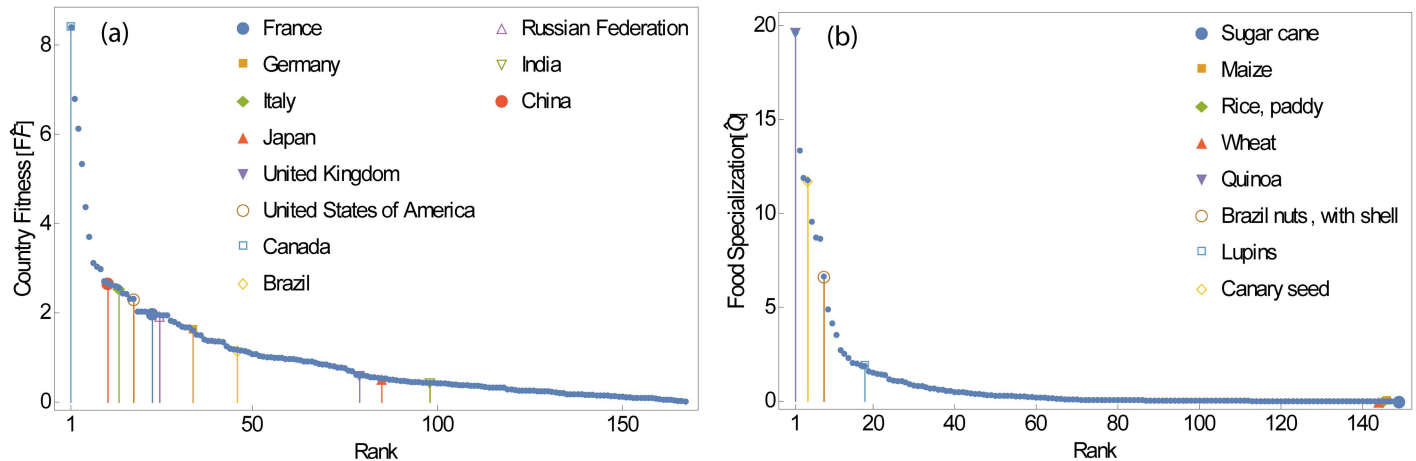 (a)
France
Germany
Italy
Japan
United Kingdom
United States of America
Canada
Brazil
Russian Federation
India
China
Country Fitness [F̂]
8
6
4
2
0
1
50
100
150
Rank
(b)
Sugar cane
Maize
Rice, paddy
Wheat
Quinoa
Brazil nuts , with shell
Lupins
Canary seed
Food Specialization[Q̂]
20
15
10
5
0
1
20
40
60
80
100
120
140
Rank